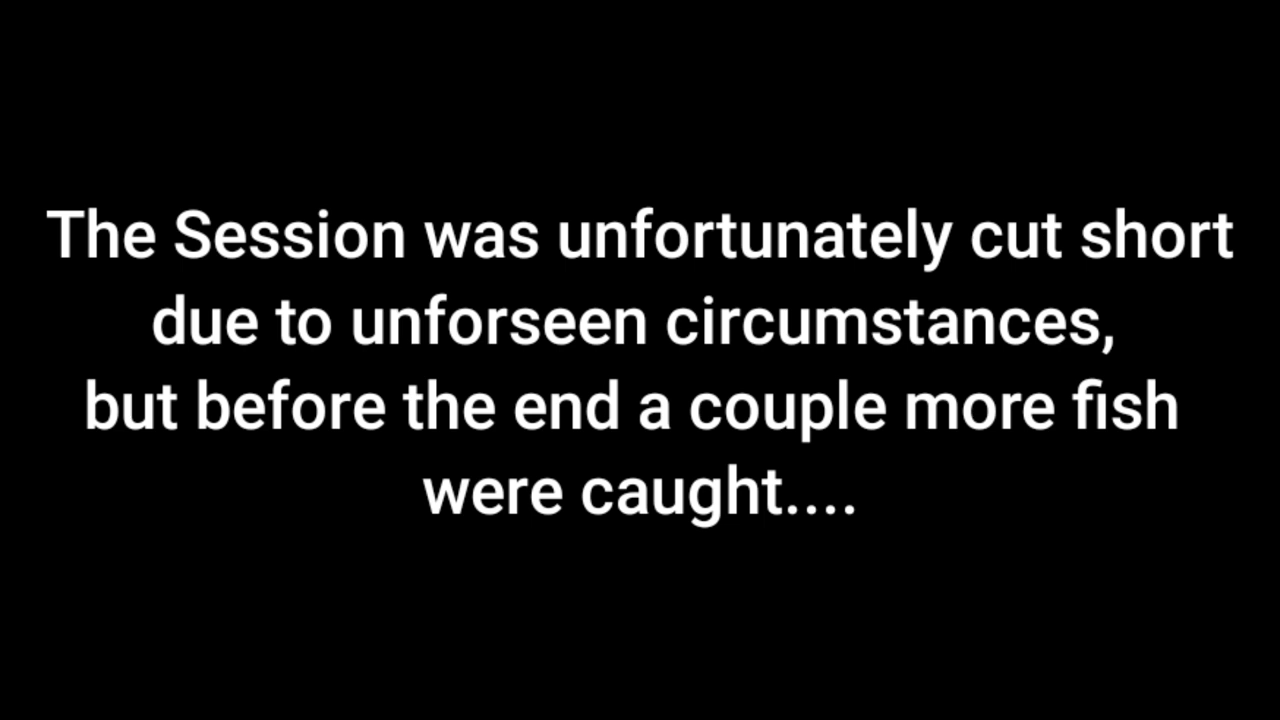 The Session was unfortunately cut short
due to unforseen circumstances,
but before the end a couple more fish
were caught....